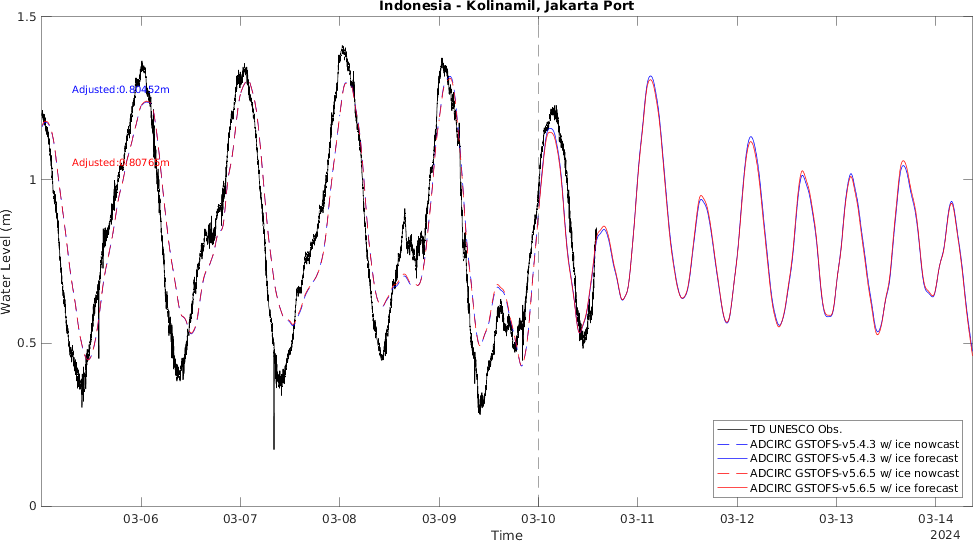 Indonesia - Kolinamil, Jakarta Port
1.5
1
0.5
0
Water Level (m)
Adjusted:0.80452m
Adjusted:0.80765m
TD UNESCO Obs.
ADCIRC GSTOFS-v5.4.3 w/ ice nowcast
ADCIRC GSTOFS-v5.4.3 w/ ice forecast
ADCIRC GSTOFS-v5.6.5 w/ ice nowcast
ADCIRC GSTOFS-v5.6.5 w/ ice forecast
03-06 03-07 03-08 03-09 03-10 03-11 03-12 03-13 03-14
2024
Time